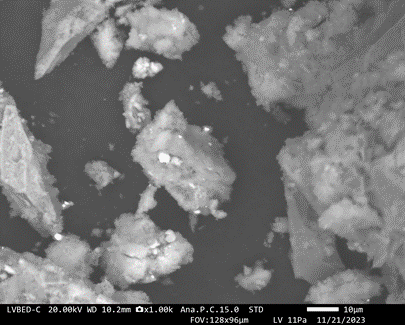 LVBED-C 20.00kV WD 10.2mm x1.00k Ana.P.C.15.0 STD 10µm
FOV:128x96µm LV 11Pa 11/21/2023